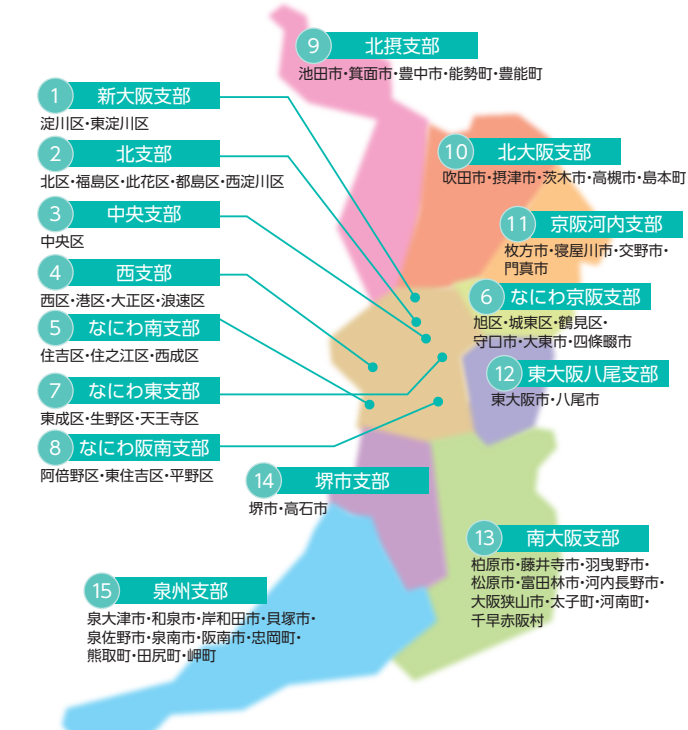 9 北摂支部
池田市・箕面市・豊中市・能勢町・豊能町
1 新大阪支部
淀川区・東淀川区
2 北支部
北区・福島区・此花区・都島区・西淀川区
3 中央支部
中央区
4 西支部
西区・港区・大正区・浪速区
5 なにわ南支部
住吉区・住之江区・西成区
7 なにわ東支部
東成区・生野区・天王寺区
8 なにわ阪南支部
阿倍野区・東住吉区・平野区
10 北大阪支部
吹田市・摂津市・茨木市・高槻市・島本町
11 京阪河内支部
枚方市・寝屋川市・交野市・
門真市
6 なにわ京阪支部
旭区・城東区・鶴見区・
守口市・大東市・四條畷市
12 東大阪八尾支部
東大阪市・八尾市
14 堺市支部
堺市・高石市
13 南大阪支部
柏原市・藤井寺市・羽曳野市・
松原市・富田林市・河内長野市・
大阪狭山市・太子町・河南町・
千早赤阪村
15 泉州支部
泉大津市・和泉市・岸和田市・貝塚市・
泉佐野市・泉南市・阪南市・忠岡町・
熊取町・田尻町・岬町